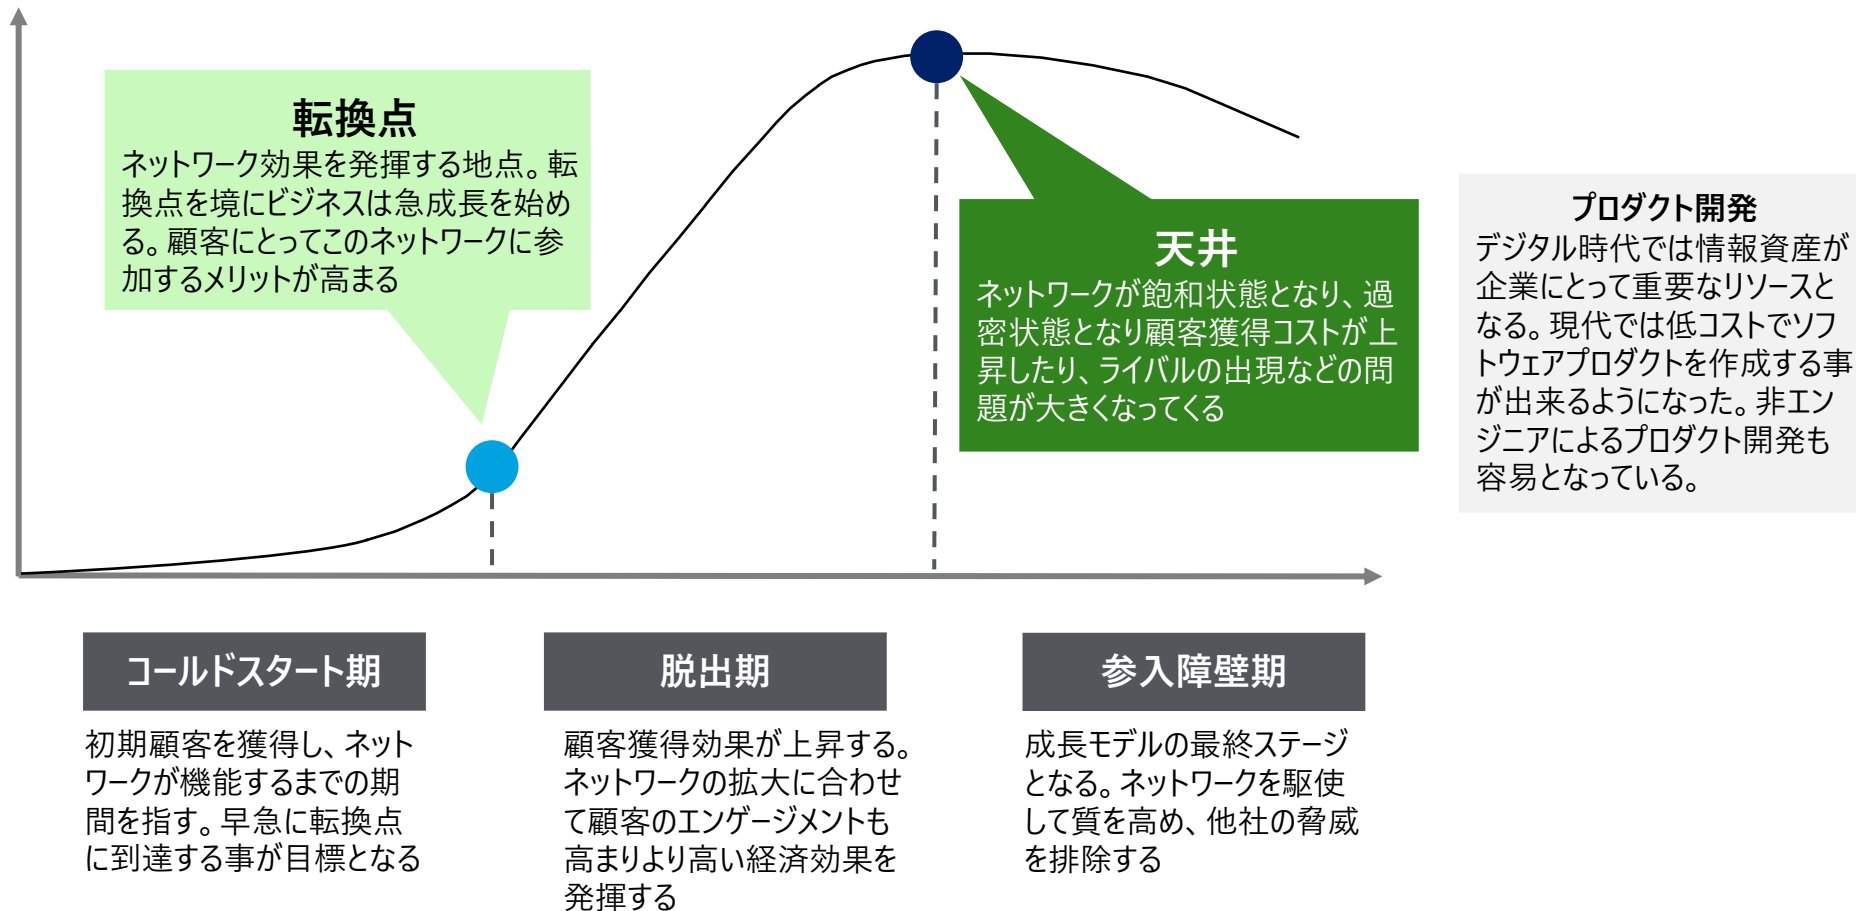 転換点
ネットワーク効果を発揮する地点。転
換点を境にビジネスは急成長を始め
る。顧客にとってこのネットワークに参
加するメリットが高まる
天井
ネットワークが飽和状態となり、過
密状態となり顧客獲得コストが上
昇したり、ライバルの出現などの問
題が大きくなってくる
プロダクト開発
デジタル時代では情報資産が
企業にとって重要なリソースと
なる。現代では低コストでソフ
トウェアプロダクトを作成する事
が出来るようになった。非エン
ジニアによるプロダクト開発も
容易となっている。
コールドスタート期
初期顧客を獲得し、ネット
ワークが機能するまでの期
間を指す。早急に転換点
に到達する事が目標となる
脱出期
顧客獲得効果が上昇する。
ネットワークの拡大に合わせ
て顧客のエンゲージメントも
高まりより高い経済効果を
発揮する
参入障壁期
成長モデルの最終ステージ
となる。ネットワークを駆使
して質を高め、他社の脅威
を排除する